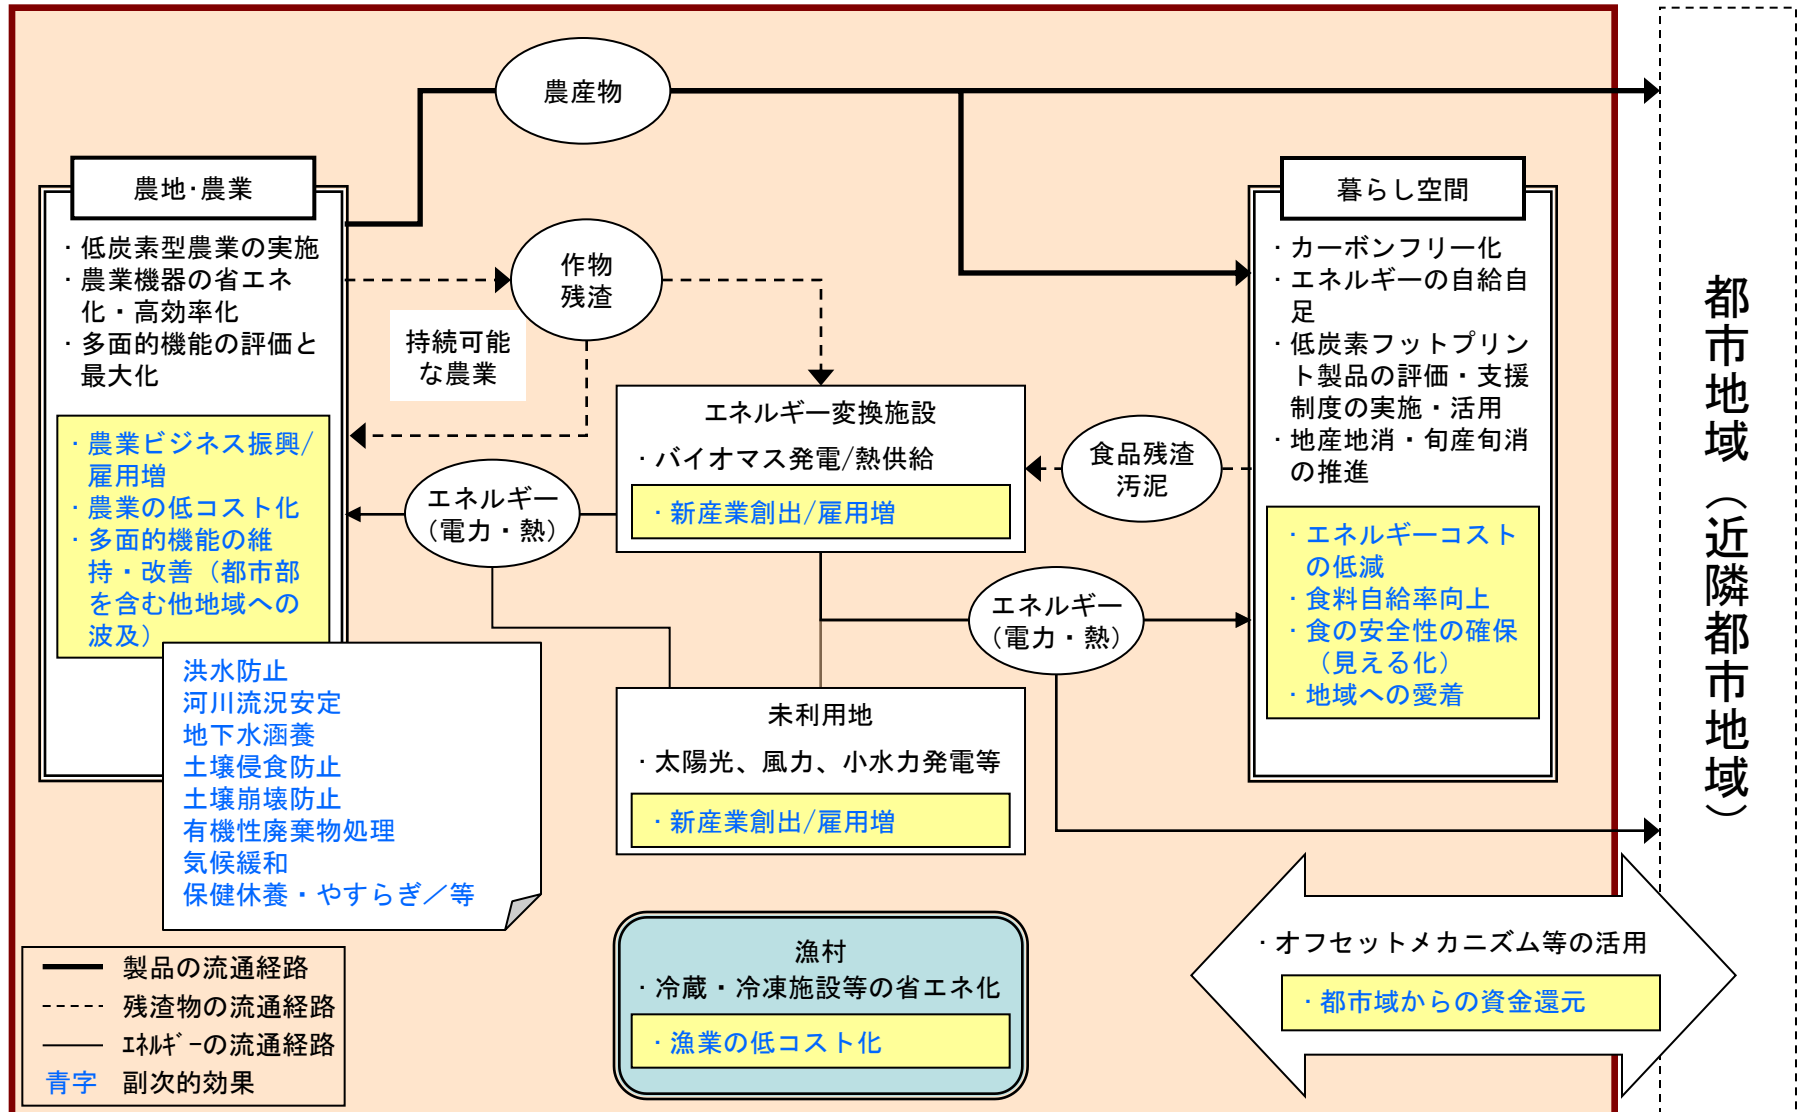 農産物
農地･農業
・低炭素型農業の実施
・農業機器の省エネ
化・高効率化
・多面的機能の評価と
最大化
・農業ビジネス振興/
雇用増
・農業の低コスト化
・多面的機能の維
持・改善（都市部
を含む他地域への
波及）
洪水防止
河川流況安定
地下水涵養
土壌侵食防止
土壌崩壊防止
有機性廃棄物処理
気候緩和
保健休養・やすらぎ／等
作物
残渣
持続可能
な農業
エネルギー
（電力・熱）
エネルギー変換施設
・バイオマス発電/熱供給
・新産業創出/雇用増
食品残渣
汚泥
エネルギー
（電力・熱）
未利用地
・太陽光、風力、小水力発電等
・新産業創出/雇用増
漁村
・冷蔵・冷凍施設等の省エネ化
・漁業の低コスト化
暮らし空間
・カーボンフリー化
・エネルギーの自給自
足
・低炭素フットプリン
ト製品の評価・支援
制度の実施・活用
・地産地消・旬産旬消
の推進
・エネルギーコスト
の低減
・食料自給率向上
・食の安全性の確保
（見える化）
・地域への愛着
都市地域（近隣都市地域）
・オフセットメカニズム等の活用
・都市域からの資金還元
製品の流通経路
残渣物の流通経路
ｴﾈﾙｷﾞｰの流通経路
青字 副次的効果